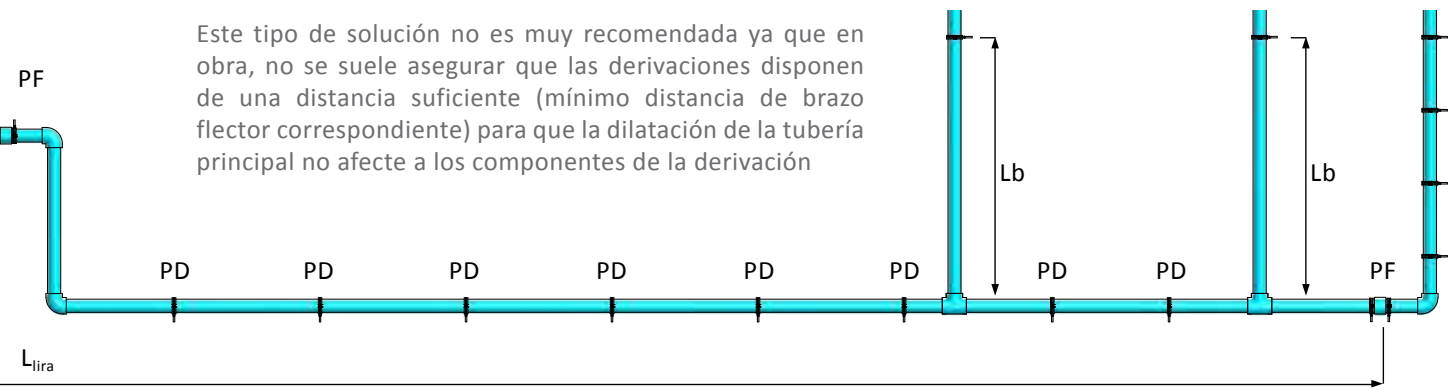 Este tipo de solución no es muy recomendada ya que en
obra, no se suele asegurar que las derivaciones disponen
de una distancia suficiente (mínimo distancia de brazo
flector correspondiente) para que la dilatación de la tubería
principal no afecte a los componentes de la derivación
PF
Lb
Lb
PD
PD
PD
PD
PD
PD
PD
PD
PF
Llira